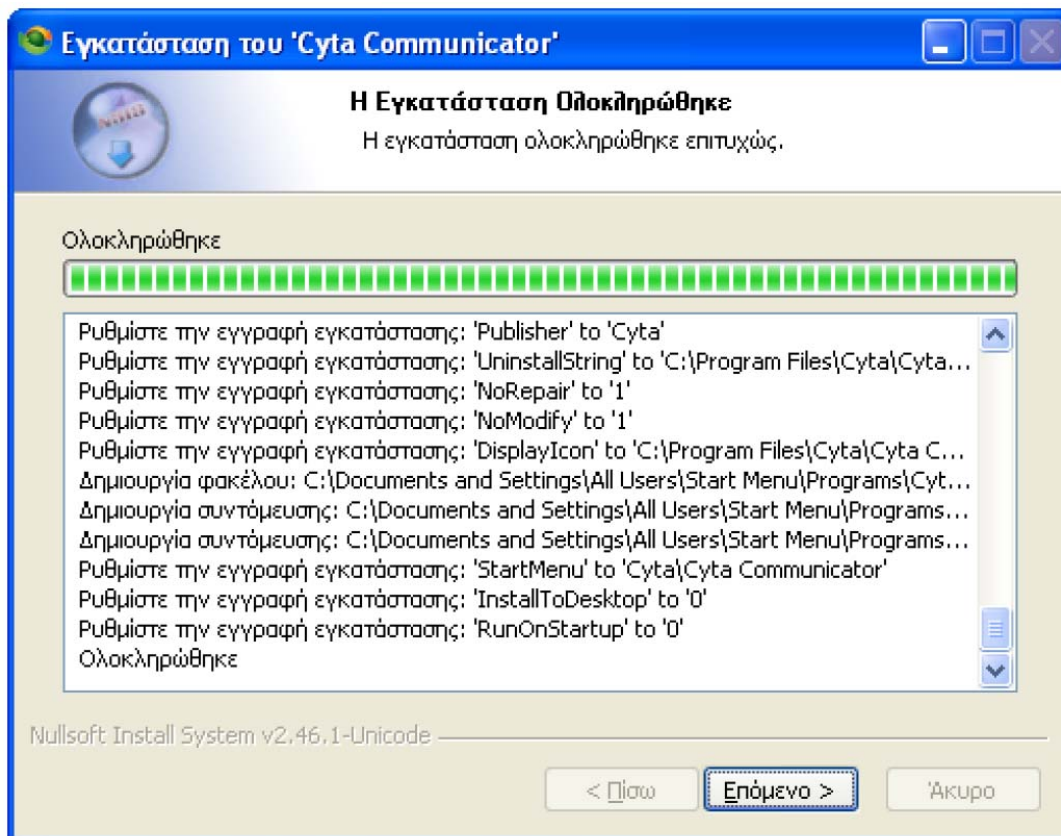 Εγκατάσταση του 'Cyta Communicator'
Η Εγκατάσταση Ολοκληρώθηκε
Η εγκατάσταση ολοκληρώθηκε επιτυχώς.
Ολοκληρώθηκε
Ρυθμίστε την εγγραφή εγκατάστασης: 'Publisher' to 'Cyta'
Ρυθμίστε την εγγραφή εγκατάστασης: 'UninstallString' to 'C:\Program Files\Cyta\Cyta...
Ρυθμίστε την εγγραφή εγκατάστασης: 'NoRepair' to '1'
Ρυθμίστε την εγγραφή εγκατάστασης: 'NoModify' to '1'
Ρυθμίστε την εγγραφή εγκατάστασης: 'DisplayIcon' to 'C:\Program Files\Cyta\Cyta C...
Δημιουργία φακέλου: C:\Documents and Settings\All Users\Start Menu\Programs\Cyt...
Δημιουργία συντόμευσης: C:\Documents and Settings\All Users\Start Menu\Programs...
Δημιουργία συντόμευσης: C:\Documents and Settings\All Users\Start Menu\Programs...
Ρυθμίστε την εγγραφή εγκατάστασης: 'StartMenu' to 'Cyta\Cyta Communicator'
Ρυθμίστε την εγγραφή εγκατάστασης: 'InstallToDesktop' to '0'
Ρυθμίστε την εγγραφή εγκατάστασης: 'RunOnStartup' to '0'
Ολοκληρώθηκε
Nullsoft Install System v2.46.1-Unicode
< Πίσω Επόμενο > Άκυρο